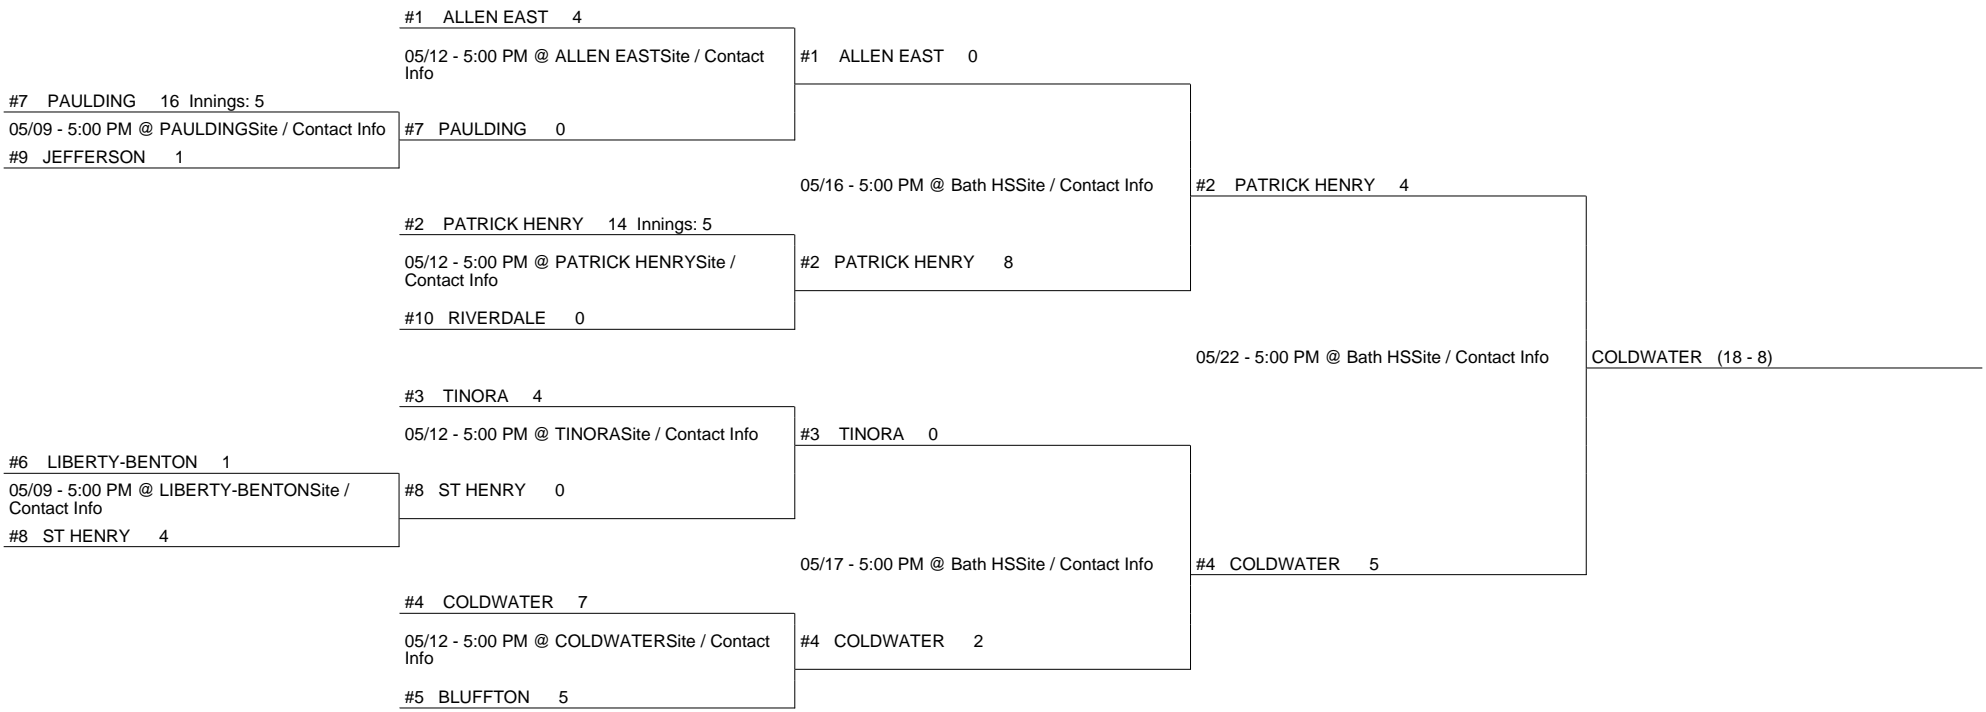 #1 ALLEN EAST 4
05/12 - 5:00 PM @ ALLEN EASTSite / Contact
Info
#1 ALLEN EAST 0
#7 PAULDING 16 Innings: 5
05/09 - 5:00 PM @ PAULDINGSite / Contact Info
#7 PAULDING 0
#9 JEFFERSON 1
05/16 - 5:00 PM @ Bath HSSite / Contact Info
#2 PATRICK HENRY 4
#2 PATRICK HENRY 14 Innings: 5
05/12 - 5:00 PM @ PATRICK HENRYSite /
Contact Info
#2 PATRICK HENRY 8
#10 RIVERDALE 0
05/22 - 5:00 PM @ Bath HSSite / Contact Info
COLDWATER (18 - 8)
#3 TINORA 4
05/12 - 5:00 PM @ TINORASite / Contact Info
#3 TINORA 0
#6 LIBERTY-BENTON 1
05/09 - 5:00 PM @ LIBERTY-BENTONSite /
Contact Info
#8 ST HENRY 0
#8 ST HENRY 4
05/17 - 5:00 PM @ Bath HSSite / Contact Info
#4 COLDWATER 5
#4 COLDWATER 7
05/12 - 5:00 PM @ COLDWATERSite / Contact
Info
#4 COLDWATER 2
#5 BLUFFTON 5